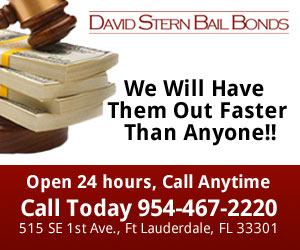 DAVID STERN BAIL BONDS
We Will Have
Them Out Faster
Than Anyone!!
Open 24 hours, Call Anytime
Call Today 954-467-2220
515 SE 1st Ave., Ft Lauderdale, FL 33301